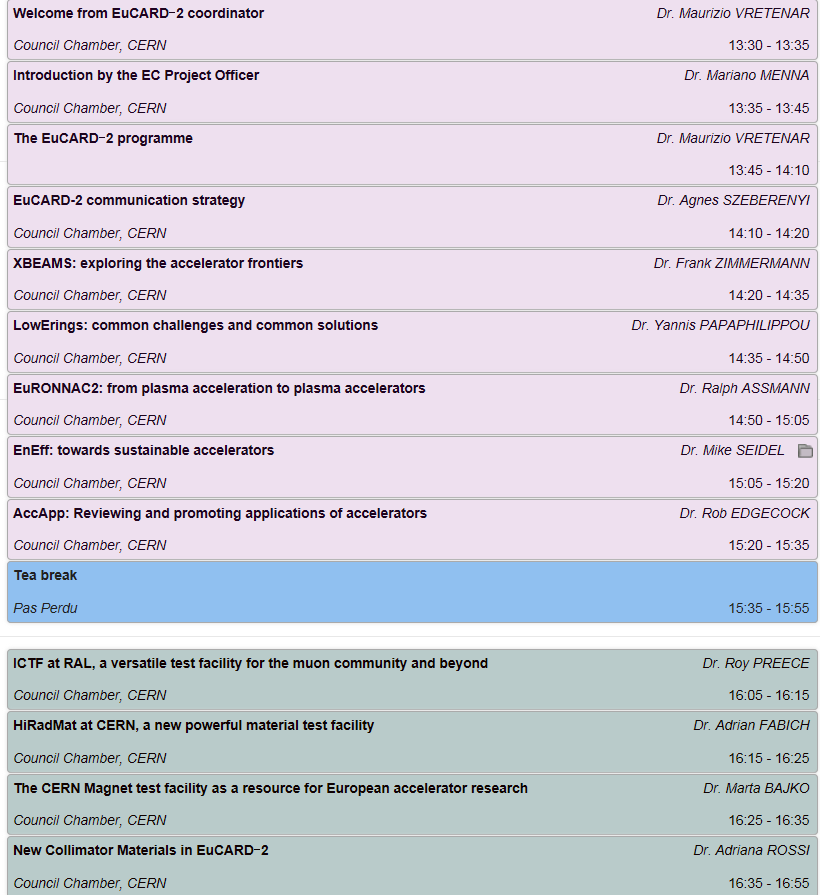 Welcome from EuCARD-2 coordinator Dr. Maurizio VRETENAR
Council Chamber, CERN 13:30 - 13:35
Introduction by the EC Project Officer Dr. Mariano MENNA
Council Chamber, CERN 13:35 - 13:45
The EuCARD-2 programme Dr. Maurizio VRETENAR
13:45 - 14:10
EuCARD-2 communication strategy Dr. Agnes SZEBERENYI
Council Chamber, CERN 14:10 - 14:20
XBEAMS: exploring the accelerator frontiers Dr. Frank ZIMMERMANN
Council Chamber, CERN 14:20 - 14:35
LowErings: common challenges and common solutions Dr. Yannis PAPAPHILIPPOU
Council Chamber, CERN 14:35 - 14:50
EuRONNAC2: from plasma acceleration to plasma accelerators Dr. Ralph ASSMANN
Council Chamber, CERN 14:50 - 15:05
EnEff: towards sustainable accelerators Dr. Mike SEIDEL
Council Chamber, CERN 15:05 - 15:20
AccApp: Reviewing and promoting applications of accelerators Dr. Rob EDGECOCK
Council Chamber, CERN 15:20 - 15:35
Tea break
Pas Perdu 15:35 - 15:55
ICTF at RAL, a versatile test facility for the muon community and beyond Dr. Roy PREECE
Council Chamber, CERN 16:05 - 16:15
HiRadMat at CERN, a new powerful material test facility Dr. Adrian FABICH
Council Chamber, CERN 16:15 - 16:25
The CERN Magnet test facility as a resource for European accelerator research Dr. Marta BAJKO
Council Chamber, CERN 16:25 - 16:35
New Collimator Materials in EuCARD-2 Dr. Adriana ROSSI
Council Chamber, CERN 16:35 - 16:55